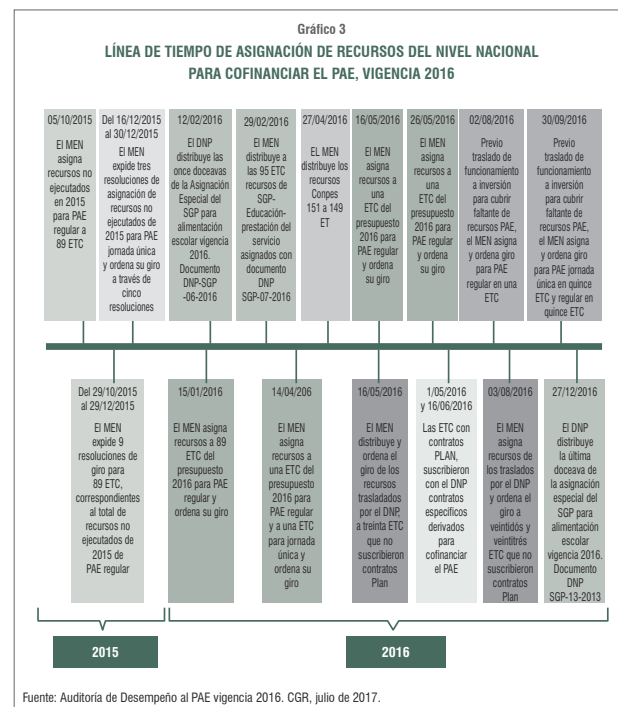 Gráfico 3
LÍNEA DE TIEMPO DE ASIGNACIÓN DE RECURSOS DEL NIVEL NACIONAL
PARA COFINANCIAR EL PAE, VIGENCIA 2016
05/10/2015
El MEN
asigna
recursos no
ejecutados
en 2015
para PAE
regular a
89 ETC
Del 16/12/2015
al 30/12/2015
El MEN
expide tres
resoluciones de
asignación de
recursos no
ejecutados de
2015 para PAE
jornada única y
ordena su giro
a través de
cinco
resoluciones
12/02/2016
El DNP
distribuye las
once doceavas
de la Asignación
Especial del
SGP para
alimentación
escolar vigencia
2016.
Documento
DNP-SGP
-06-2016
29/02/2016
El MEN
distribuye a
las 95 ETC
recursos de
SGP-
Educación-
prestación del
servicio
asignados con
documento
DNP
SGP-07-2016
27/04/2016
EL MEN
distribuye los
recursos
Conpes
151 a 149
ET
16/05/2016
El MEN
asigna
recursos a
una
ETC del
presupuesto
2016 para
PAE regular
y ordena
su giro
26/05/2016
El MEN
asigna
recursos a
una
ETC del
presupuesto
2016 para PAE
regular y
ordena
su giro
02/08/2016
Previo
traslado de
funcionamiento
a inversión
para cubrir
faltante de
recursos PAE,
el MEN asigna
y ordena giro
para PAE
regular en una
ETC
30/09/2016
Previo
traslado de
funcionamiento
a inversión
para cubrir
faltante de
recursos PAE,
el MEN asigna
y ordena giro
para PAE jornada
única en quince
ETC y regular en
quince ETC
Del 29/10/2015
al 29/12/2015
El MEN
expide 9
resoluciones de
giro para
89 ETC,
correspondientes
al total de
recursos no
ejecutados de
2015 de
PAE regular
15/01/2016
El MEN asigna
recursos a 89
ETC del
presupuesto
2016 para PAE
regular y
ordena su giro
14/04/206
El MEN
asigna
recursos a
una ETC del
presupuesto
2016 para
PAE regular
y a una ETC
para jornada
única y
ordena su
giro
16/05/2016
El MEN
distribuye y
ordena el
giro de los
recursos
trasladados
por el DNP, a
treinta ETC
que no
suscribieron
contratos
Plan
1/05/2016
y 16/06/2016
Las ETC con
contratos
PLAN,
suscribieron
con el DNP
contratos
específicos
derivados
para
cofinanciar
el PAE
03/08/2016
El MEN
asigna
recursos de
los traslados
por el DNP y
ordena el giro
a veintidós y
veintitrés
ETC que no
suscribieron
contratos
Plan
27/12/2016
El DNP
distribuye
la última
doceava de
la asignación
especial del
SGP para
alimentación
escolar
vigencia 2016.
Documento
DNP
SGP-13-2013
2015
2016
Fuente: Auditoría de Desempeño al PAE vigencia 2016. CGR, julio de 2017.